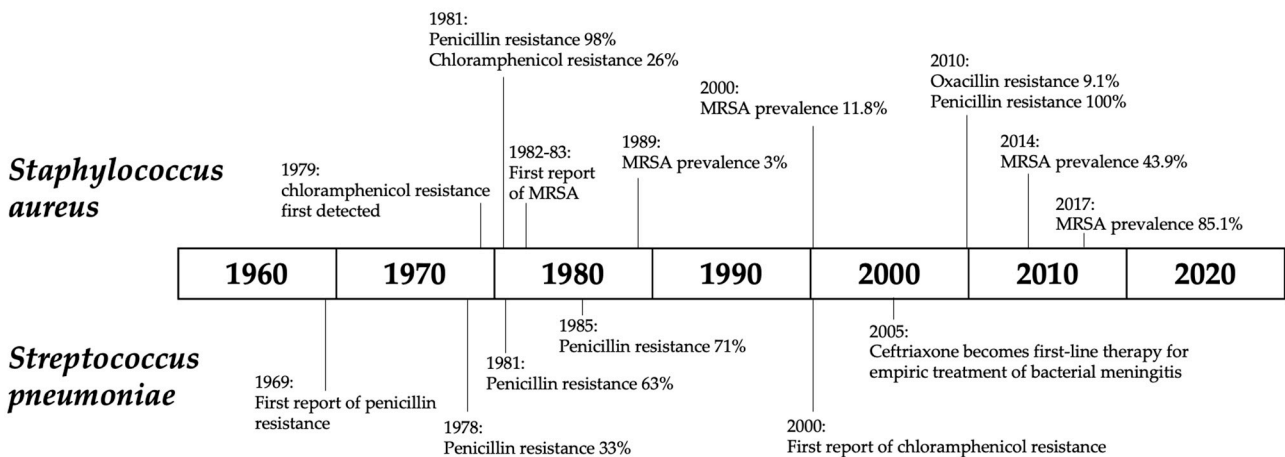 1981:
Penicillin resistance 98%
Chloramphenicol resistance 26%
2010:
Oxacillin resistance 9.1%
Penicillin resistance 100%
2000:
MRSA prevalence 11.8%
1989:
MRSA prevalence 3%
2014:
MRSA prevalence 43.9%
1982-83:
First report
of MRSA
1979:
chloramphenicol resistance
first detected
2017:
MRSA prevalence 85.1%
Staphylococcus
aureus
1960 1970 1980 1990 2000 2010 2020
Streptococcus
pneumoniae
1985:
Penicillin resistance 71%
2005:
Ceftriaxone becomes first-line therapy for
empiric treatment of bacterial meningitis
1981:
Penicillin resistance 63%
1969:
First report of penicillin
resistance
1978:
Penicillin resistance 33%
2000:
First report of chloramphenicol resistance